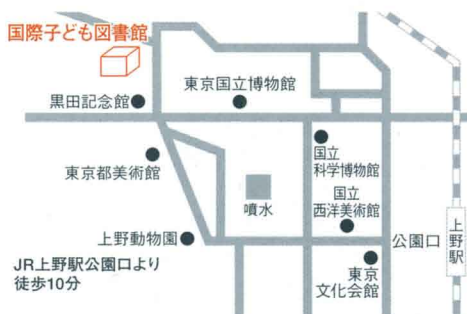 国際子ども図書館
黒田記念館
東京国立博物館
東京都美術館
国立
科学博物館
国立
西洋美術館
噴水
上野動物園
公園口
上野駅
東京
文化会館
JR上野駅公園口より
徒歩10分